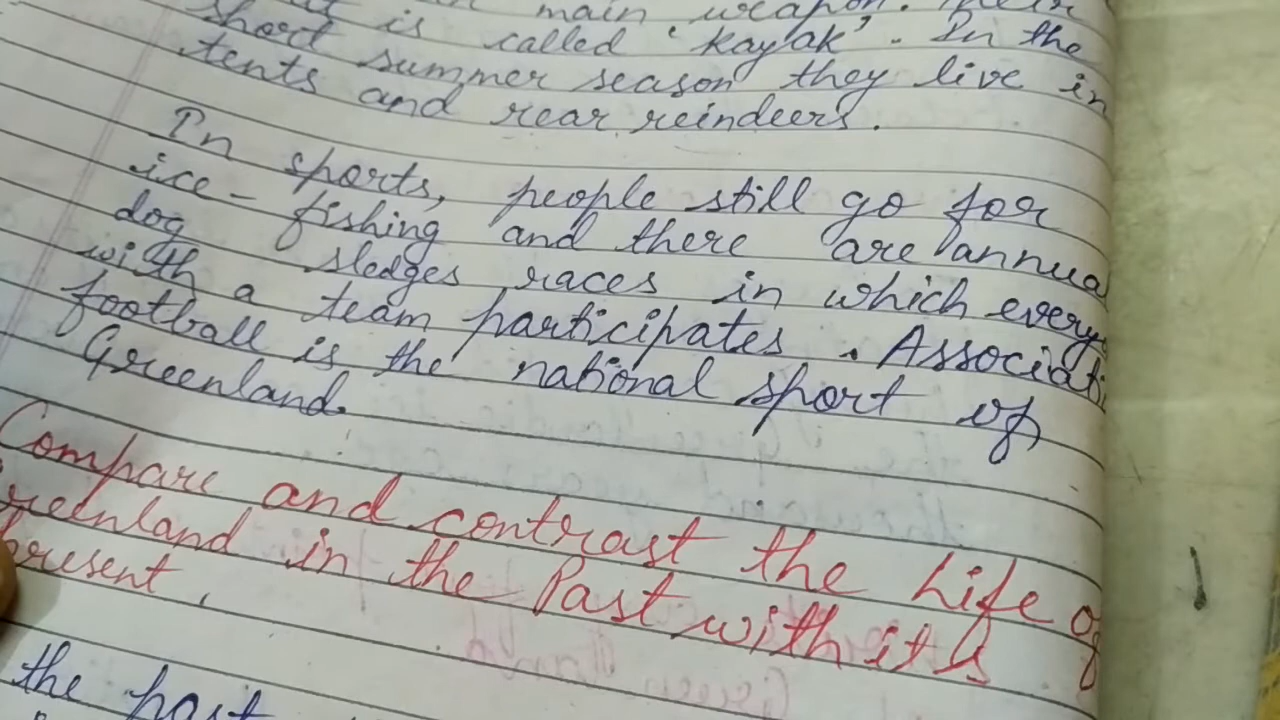 main weapon.
short is called 'kayak'. In the
tents summer season they live in
and rear reindeers.
In sports, people still go for
ice-fishing and there are annual
dog sledges races in which every
with a team participates. Associati
football is the national sport of
Greenland.
Compare and contrast the Life of
reenland in the Past with its
present.
the past